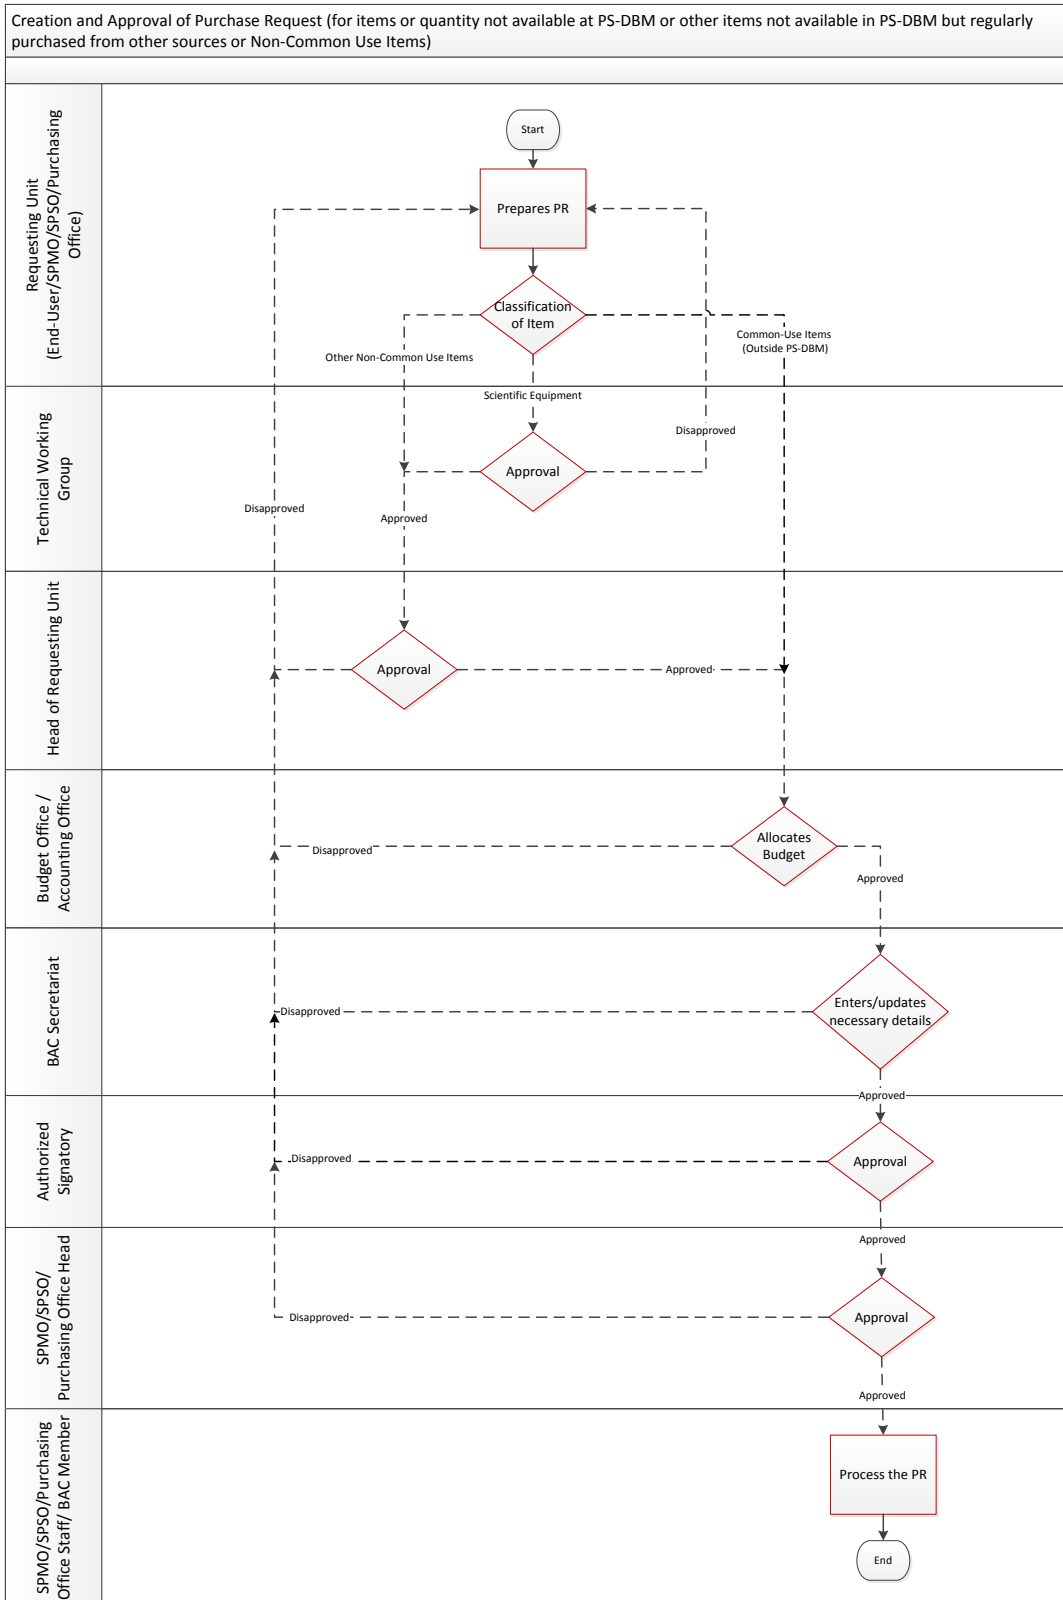 Creation and Approval of Purchase Request (for items or quantity not available at PS-DBM or other items not available in PS-DBM but regularly
purchased from other sources or Non-Common Use Items)
Requesting Unit
(End-User/SPMO/SPSO/Purchasing
Office)
Start
Prepares PR
Classification
of Item
Other Non-Common Use Items
Common-Use Items
(Outside PS-DBM)
Scientific Equipment
Technical Working
Group
Approval
Disapproved
Disapproved
Approved
Head of Requesting Unit
Approval
Approved
Budget Office /
Accounting Office
Allocates
Budget
Disapproved
Approved
BAC Secretariat
Enters/updates
necessary details
Disapproved
Approved
Authorized
Signatory
Approval
Disapproved
Approved
SPMO/SPSO/
Purchasing Office Head
Approval
Disapproved
Approved
SPMO/SPSO/Purchasing
Office Staff/ BAC Member
Process the PR
End